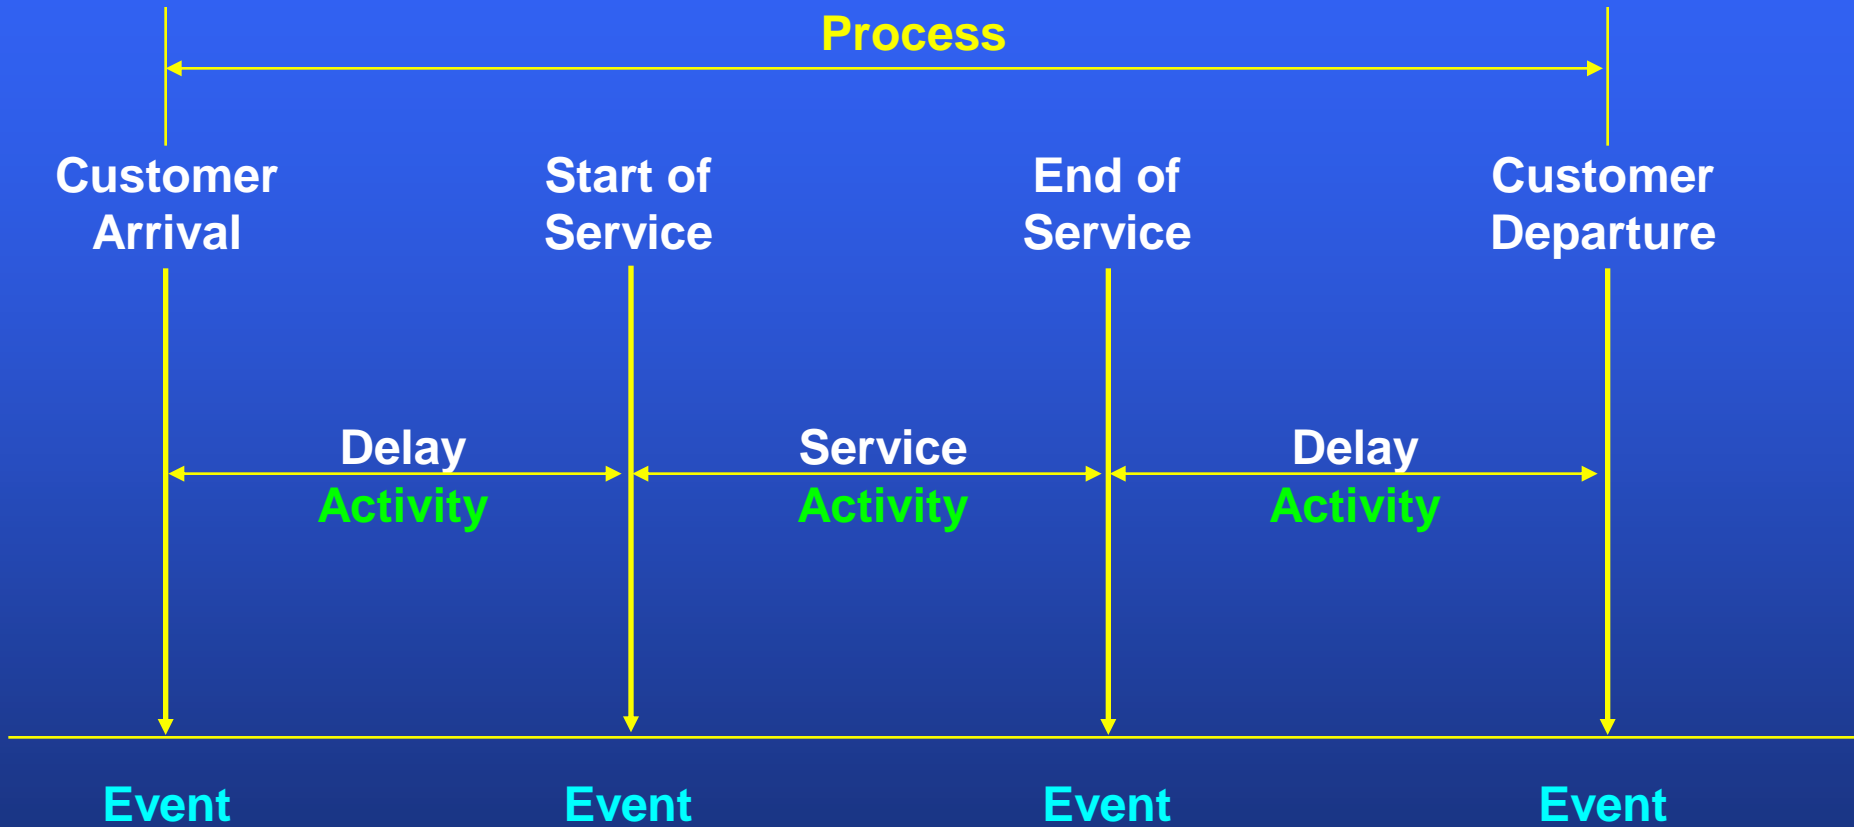 Process
Customer Start of End of Customer
Arrival Service Service Departure
Delay Service Delay
Activity Activity Activity
Event Event Event Event